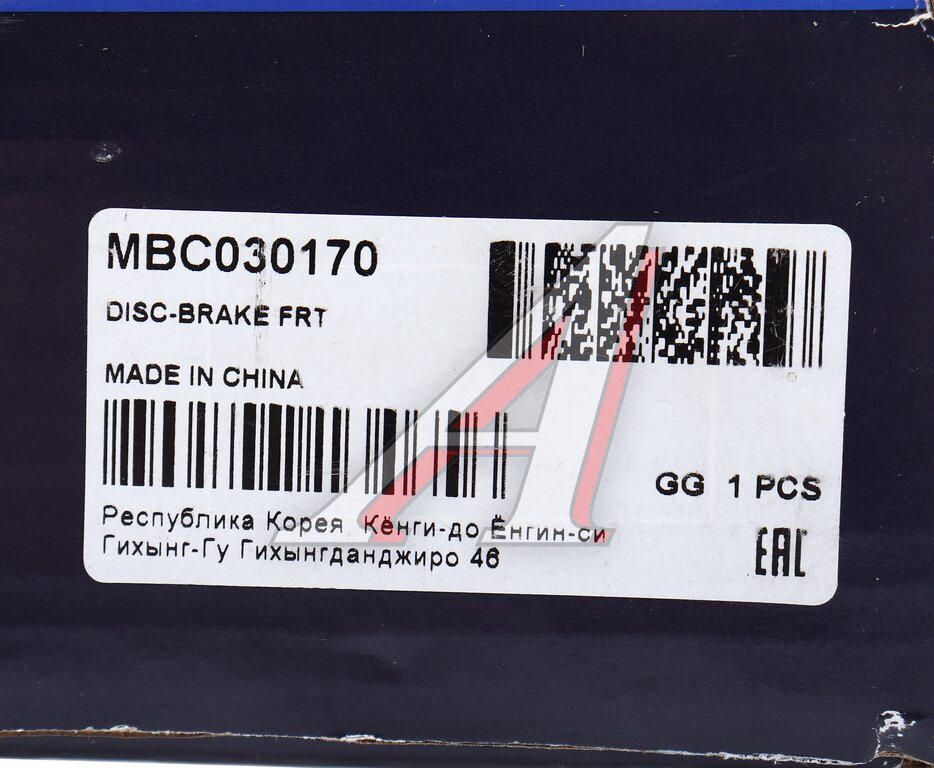 MBC030170
DISC-BRAKE FRT
MADE IN CHINA
GG 1 PCS
Республика Корея Кёнги-до Ёнгин-си
Гихынг-Гу Гихынгданджиро 46
EAC